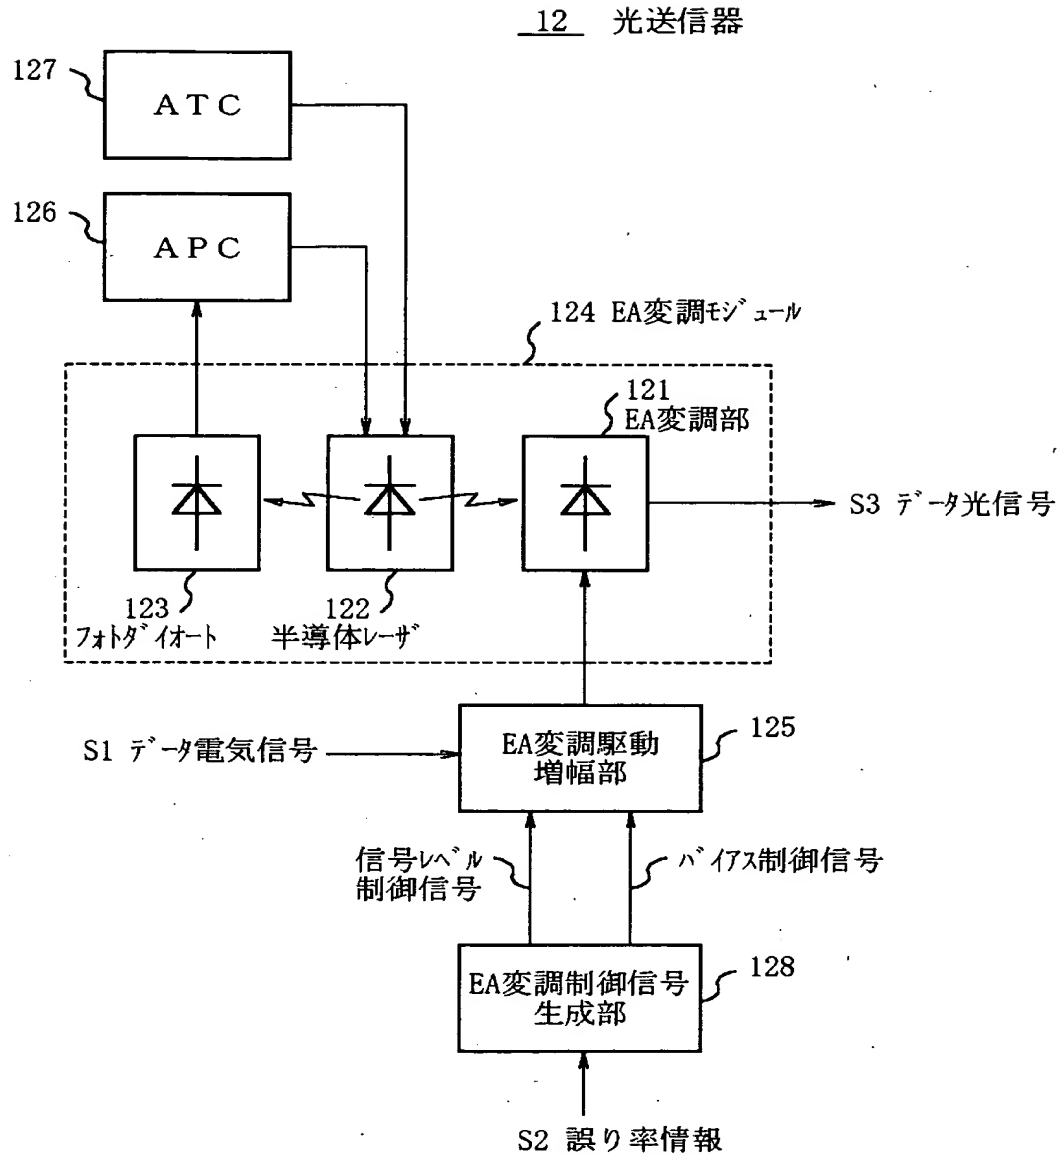 12 光送信器
127
ATC
126
APC
124 EA変調モジュール
121
EA変調部
S3 データ光信号
123
フォトダイオート
122
半導体レーザ
S1 データ電気信号
EA変調駆動
増幅部
125
信号レベル
制御信号
バイアス制御信号
EA変調制御信号
生成部
128
S2 誤り率情報